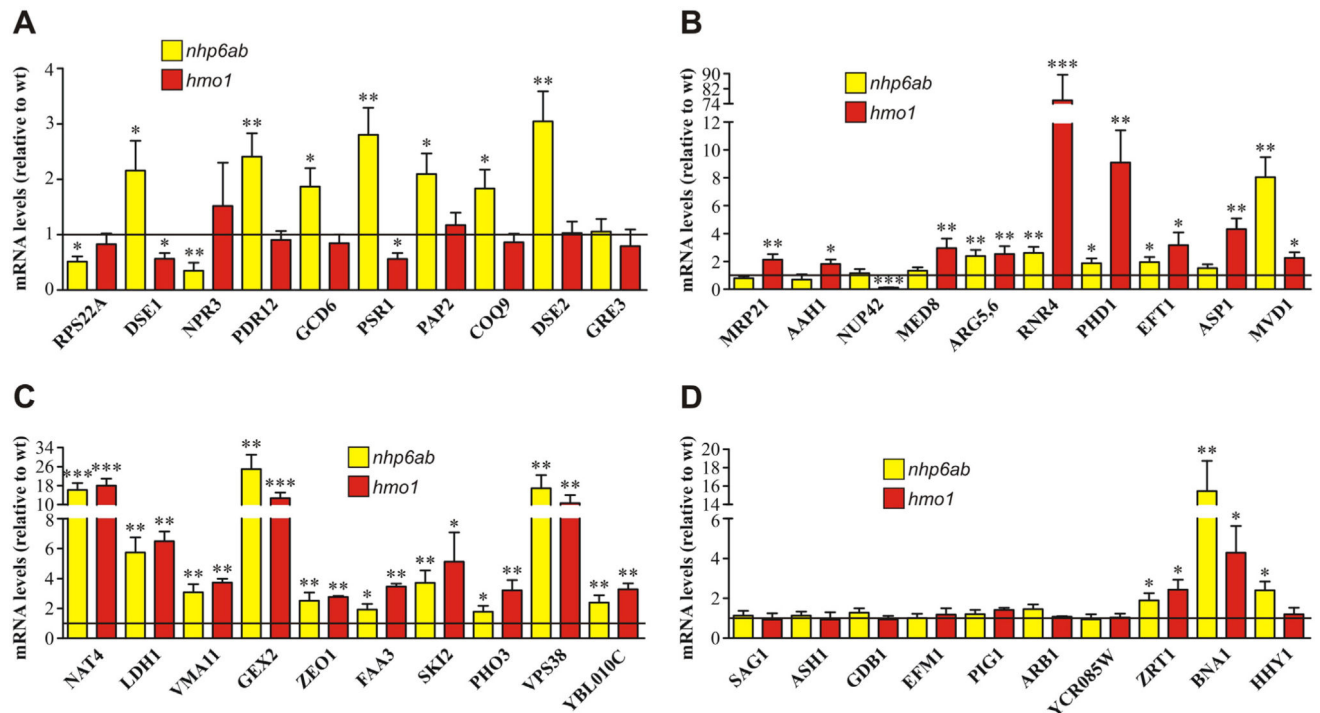 A
nhp6ab
hmo1
mRNA levels (relative to wt)
4
3
2
1
0
* * ** ** * ** * * **
* *
RPS22A DSE1 NPR3 PDR12 GCD6 PSR1 PAP2 COQ9 DSE2 GRE3
B
nhp6ab
hmo1
mRNA levels (relative to wt)
90
82
74
12
10
8
6
4
2
0
** * *** ** ** ** ** *** * ** * * ** ** *
MRP21 AAH1 NUP42 MED8 ARG5,6 RNR4 PHD1 EFT1 ASP1 MVD1
C
nhp6ab
hmo1
mRNA levels (relative to wt)
34
26
18
10
8
6
4
2
0
*** *** ** ** ** ** ** *** ** ** * ** ** * * ** ** ** ** **
NAT4 LDH1 VMA11 GEX2 ZEO1 FAA3 SKI2 PHO3 VPS38 YBL010C
D
nhp6ab
hmo1
mRNA levels (relative to wt)
20
18
16
14
6
4
2
0
* * ** * *
SAG1 ASH1 GDB1 EFM1 PIG1 ARB1 YCR085W ZRT1 BNA1 HHY1